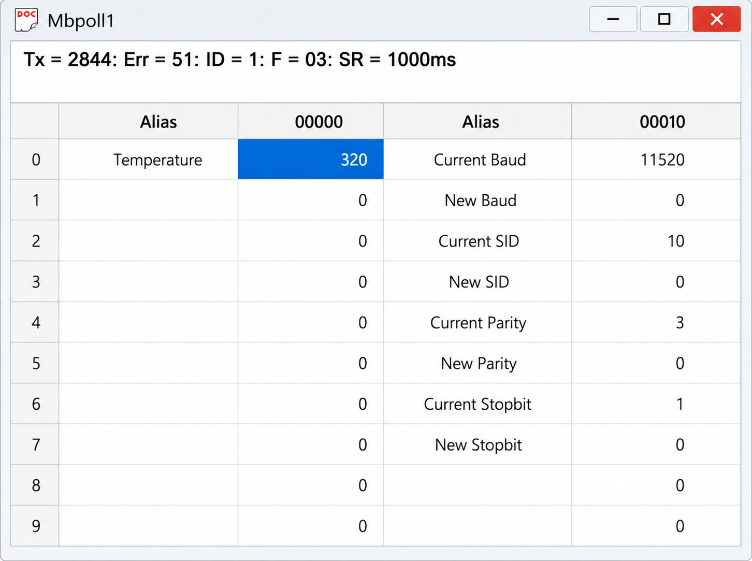 DOC
Mbpoll1
Tx = 2844: Err = 51: ID = 1: F = 03: SR = 1000ms
Alias 00000 Alias 00010
0 Temperature 320 Current Baud 11520
1 0 New Baud 0
2 0 Current SID 10
3 0 New SID 0
4 0 Current Parity 3
5 0 New Parity 0
6 0 Current Stopbit 1
7 0 New Stopbit 0
8 0 0
9 0 0